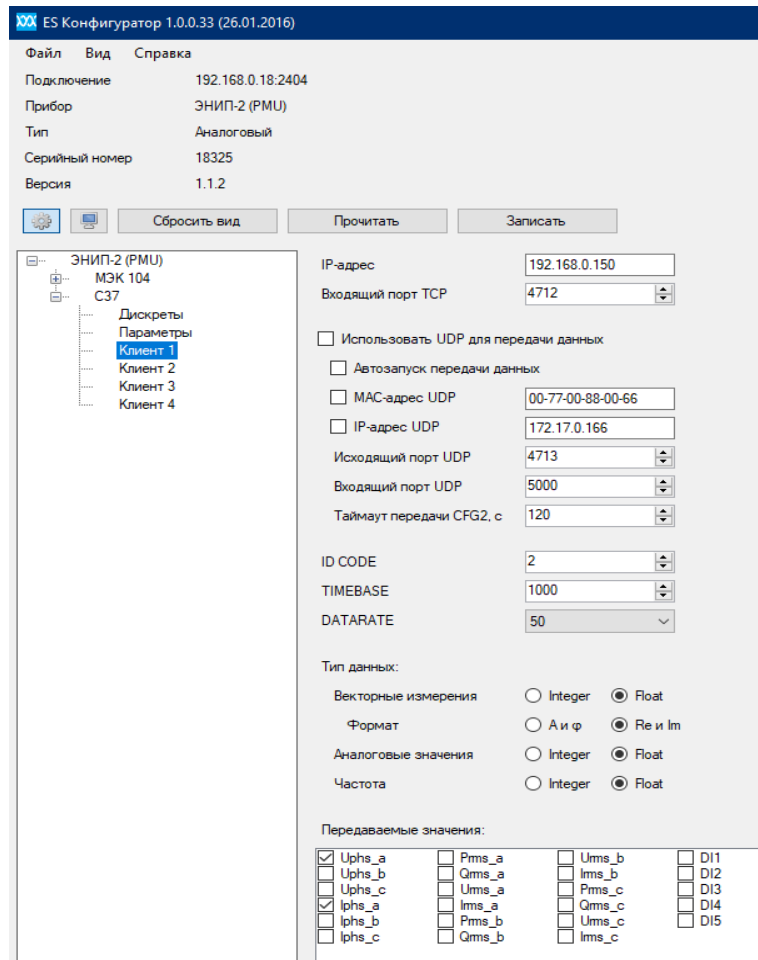 ES Конфигуратор 1.0.0.33 (26.01.2016)
Файл Вид Справка
Подключение 192.168.0.18:2404
Прибор ЭНИП-2 (PMU)
Тип Аналоговый
Серийный номер 18325
Версия 1.1.2
Сбросить вид Прочитать Записать
ЭНИП-2 (PMU)
МЭК 104
C37
Дискреты
Параметры
Клиент 1
Клиент 2
Клиент 3
Клиент 4
IP-адрес 192.168.0.150
Входящий порт TCP 4712
Использовать UDP для передачи данных
Автозапуск передачи данных
MAC-адрес UDP 00-77-00-88-00-66
IP-адрес UDP 172.17.0.166
Исходящий порт UDP 4713
Входящий порт UDP 5000
Таймаут передачи CFG2, с 120
ID CODE 2
TIMEBASE 1000
DATARATE 50
Тип данных:
Векторные измерения Integer Float
Формат А и φ Re и Im
Аналоговые значения Integer Float
Частота Integer Float
Передаваемые значения:
Uphs_a Prms_a Urms_b DI1
Uphs_b Qrms_a Irms_b DI2
Uphs_c Urms_a Prms_c DI3
Iphs_a Irms_a Qrms_c DI4
Iphs_b Prms_b Urms_c DI5
Iphs_c Qrms_b Irms_c